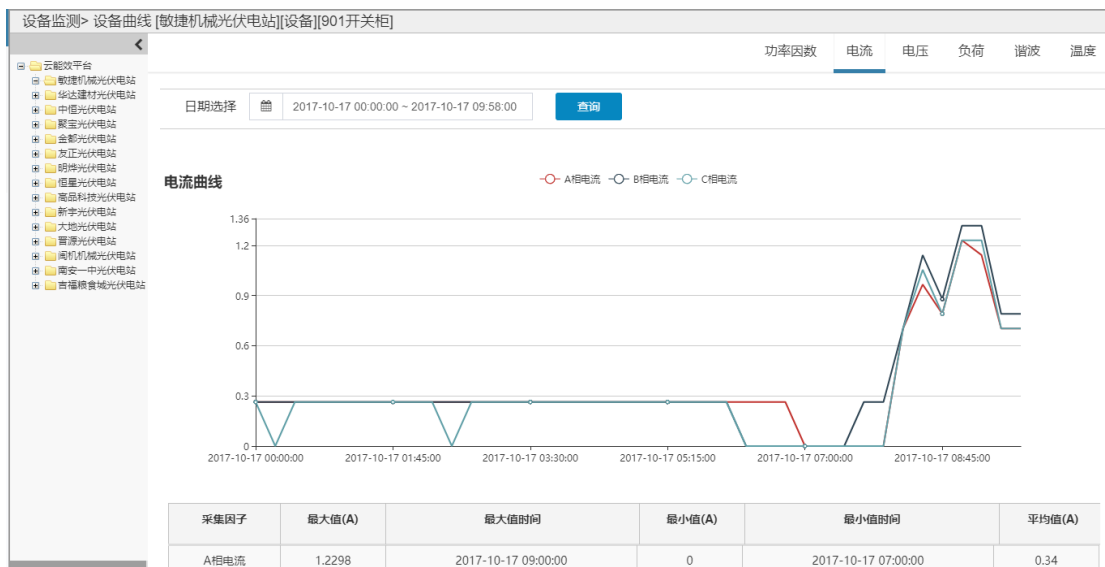 设备监测> 设备曲线 [敏捷机械光伏电站][设备][901开关柜]
云能效平台
敏捷机械光伏电站
华达建材光伏电站
中恒光伏电站
聚宝光伏电站
金都光伏电站
友正光伏电站
明烨光伏电站
恒星光伏电站
高品科技光伏电站
新宇光伏电站
大地光伏电站
晋源光伏电站
闽机机械光伏电站
南安一中光伏电站
吉福粮食城光伏电站
功率因数 电流 电压 负荷 谐波 温度
日期选择 2017-10-17 00:00:00 ~ 2017-10-17 09:58:00 查询
电流曲线
A相电流 B相电流 C相电流
1.36
1.2
0.9
0.6
0.3
0
2017-10-17 00:00:00 2017-10-17 01:45:00 2017-10-17 03:30:00 2017-10-17 05:15:00 2017-10-17 07:00:00 2017-10-17 08:45:00
采集因子 最大值(A) 最大值时间 最小值(A) 最小值时间 平均值(A)
A相电流 1.2298 2017-10-17 09:00:00 0 2017-10-17 07:00:00 0.34